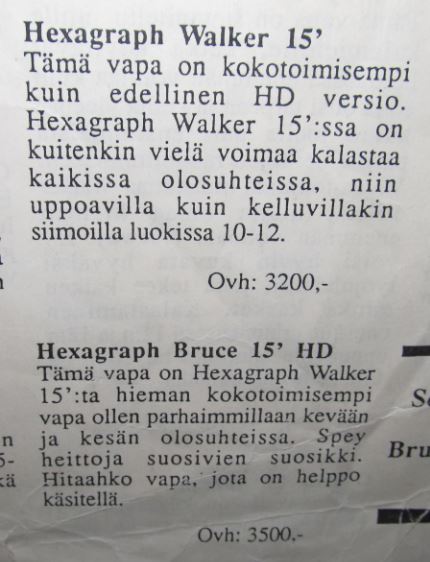 Hexagraph Walker 15'
Tämä vapa on kokotoimisempi
kuin edellinen HD versio.
Hexagraph Walker 15':ssa on
kuitenkin vielä voimaa kalastaa
kaikissa olosuhteissa, niin
uppoavilla kuin kelluvillakin
siimoilla luokissa 10-12.
Ovh: 3200,-
Hexagraph Bruce 15' HD
Tämä vapa on Hexagraph Walker
15':ta hieman kokotoimisempi
vapa ollen parhaimmillaan kevään
ja kesän olosuhteissa. Spey
heittoja suosivien suosikki.
Hitaahko vapa, jota on helppo
käsitellä.
Ovh: 3500,-